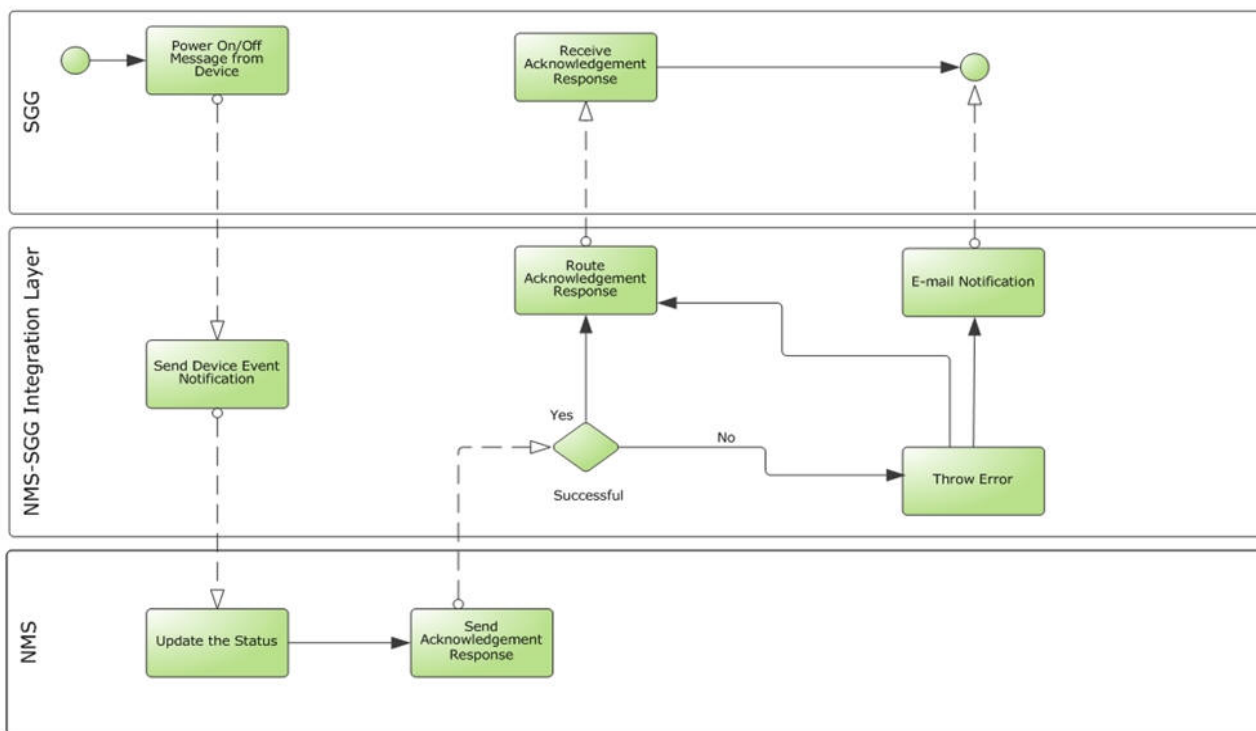 SGG
Power On/Off
Message from
Device
Receive
Acknowledgement
Response
NMS-SGG Integration Layer
Route
Acknowledgement
Response
E-mail Notification
Send Device Event
Notification
Yes
No
Successful
Throw Error
NMS
Update the Status
Send
Acknowledgement
Response